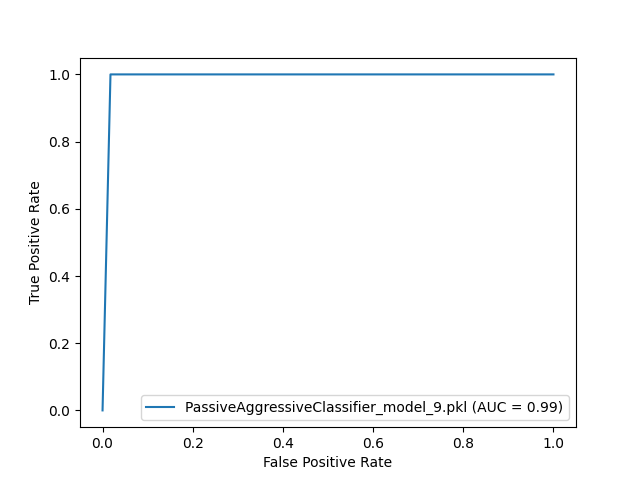 1.0
0.8
0.6
0.4
0.2
0.0
True Positive Rate
PassiveAggressiveClassifier_model_9.pkl (AUC = 0.99)
0.0 0.2 0.4 0.6 0.8 1.0
False Positive Rate